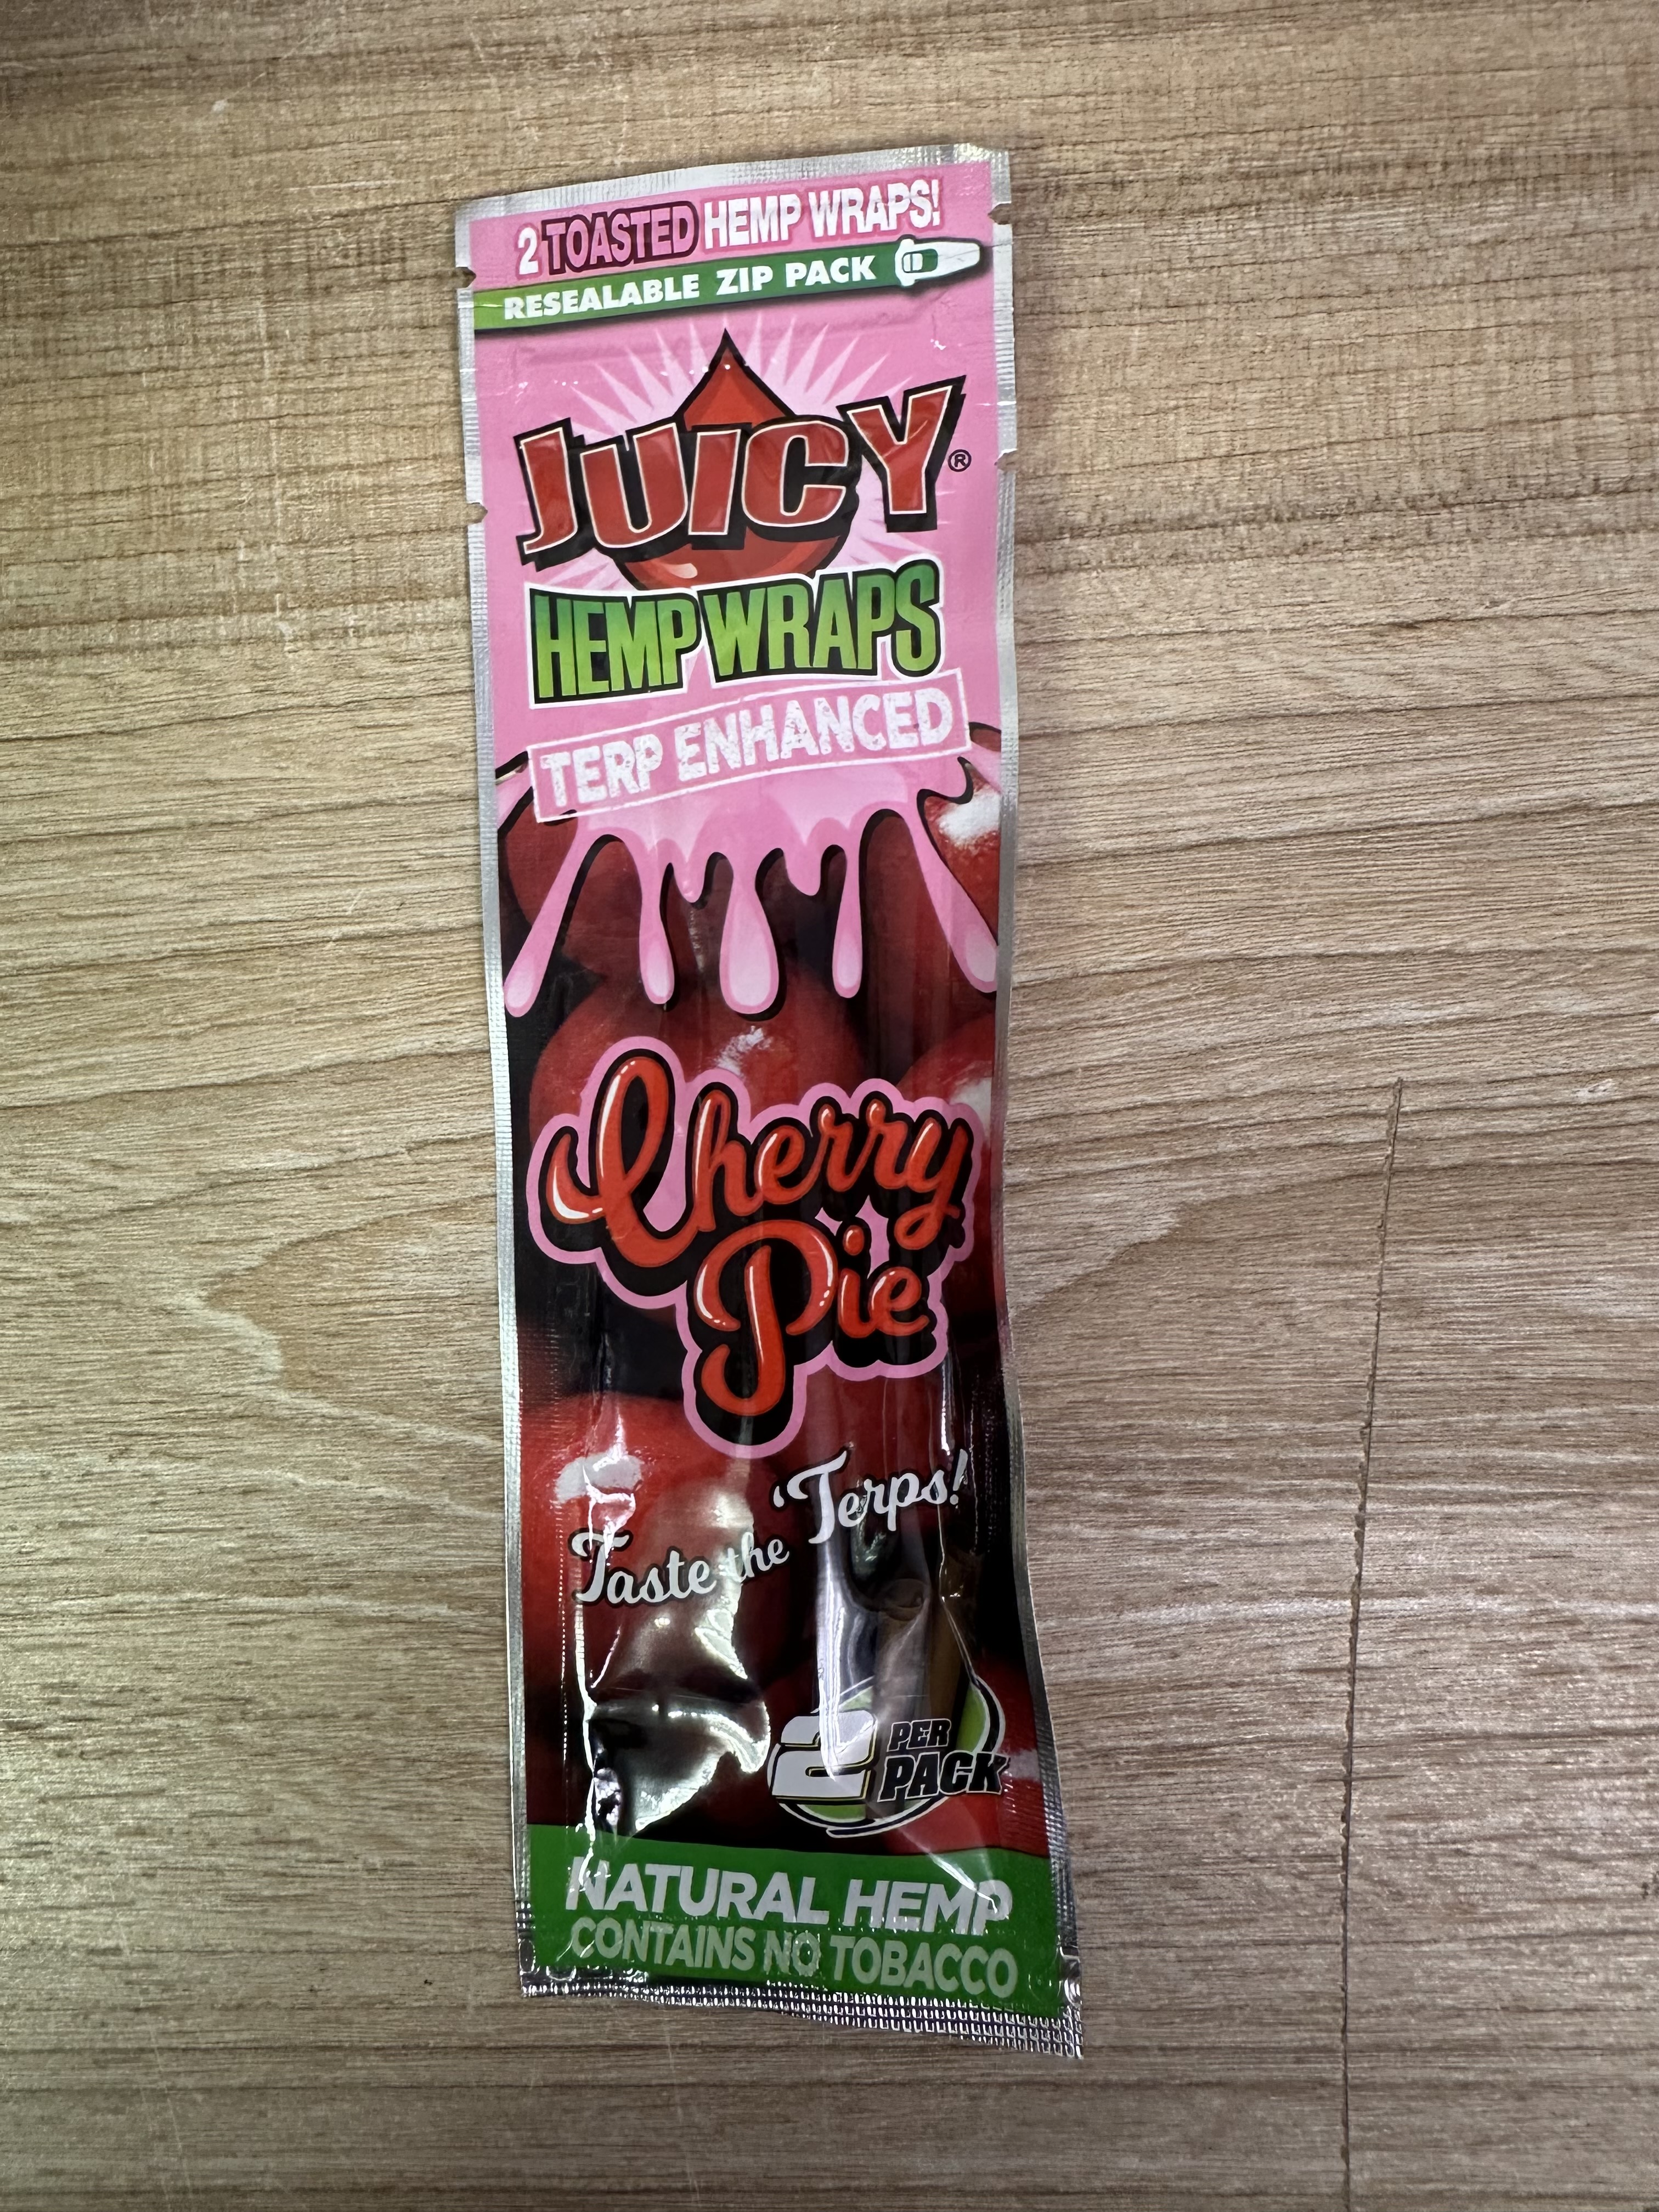 2 TOASTED HEMP WRAPS!
RESEALABLE ZIP PACK
JUICY®
HEMP WRAPS
TERP ENHANCED
Cherry
Pie
Taste the 'Terps!
2 PER
PACK
NATURAL HEMP
CONTAINS NO TOBACCO